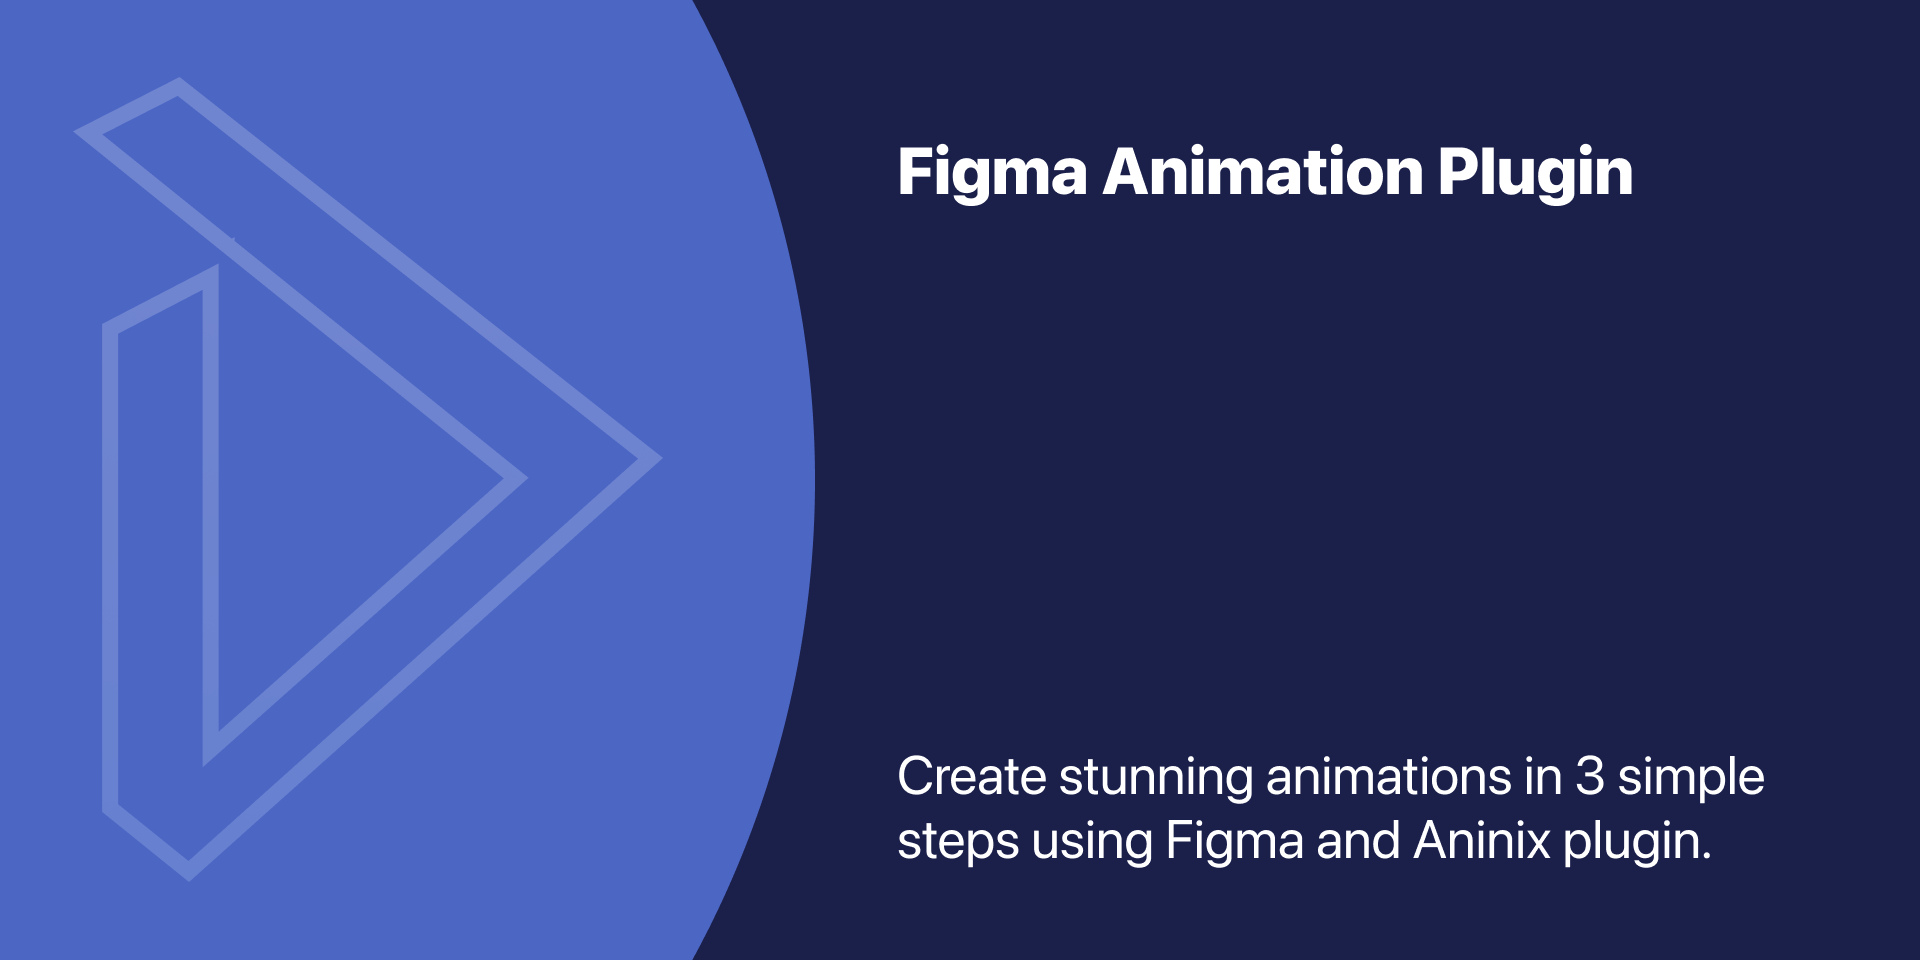 Figma Animation Plugin
Create stunning animations in 3 simple
steps using Figma and Aninix plugin.